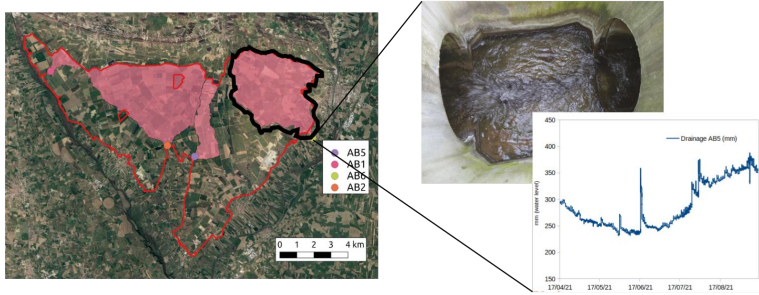 AB5
AB1
AB6
AB2
0 1 2 3 4 km
450
400
350
300
250
200
150
mm (water level)
Drainage AB5 (mm)
17/04/21 17/05/21 17/06/21 17/07/21 17/08/21